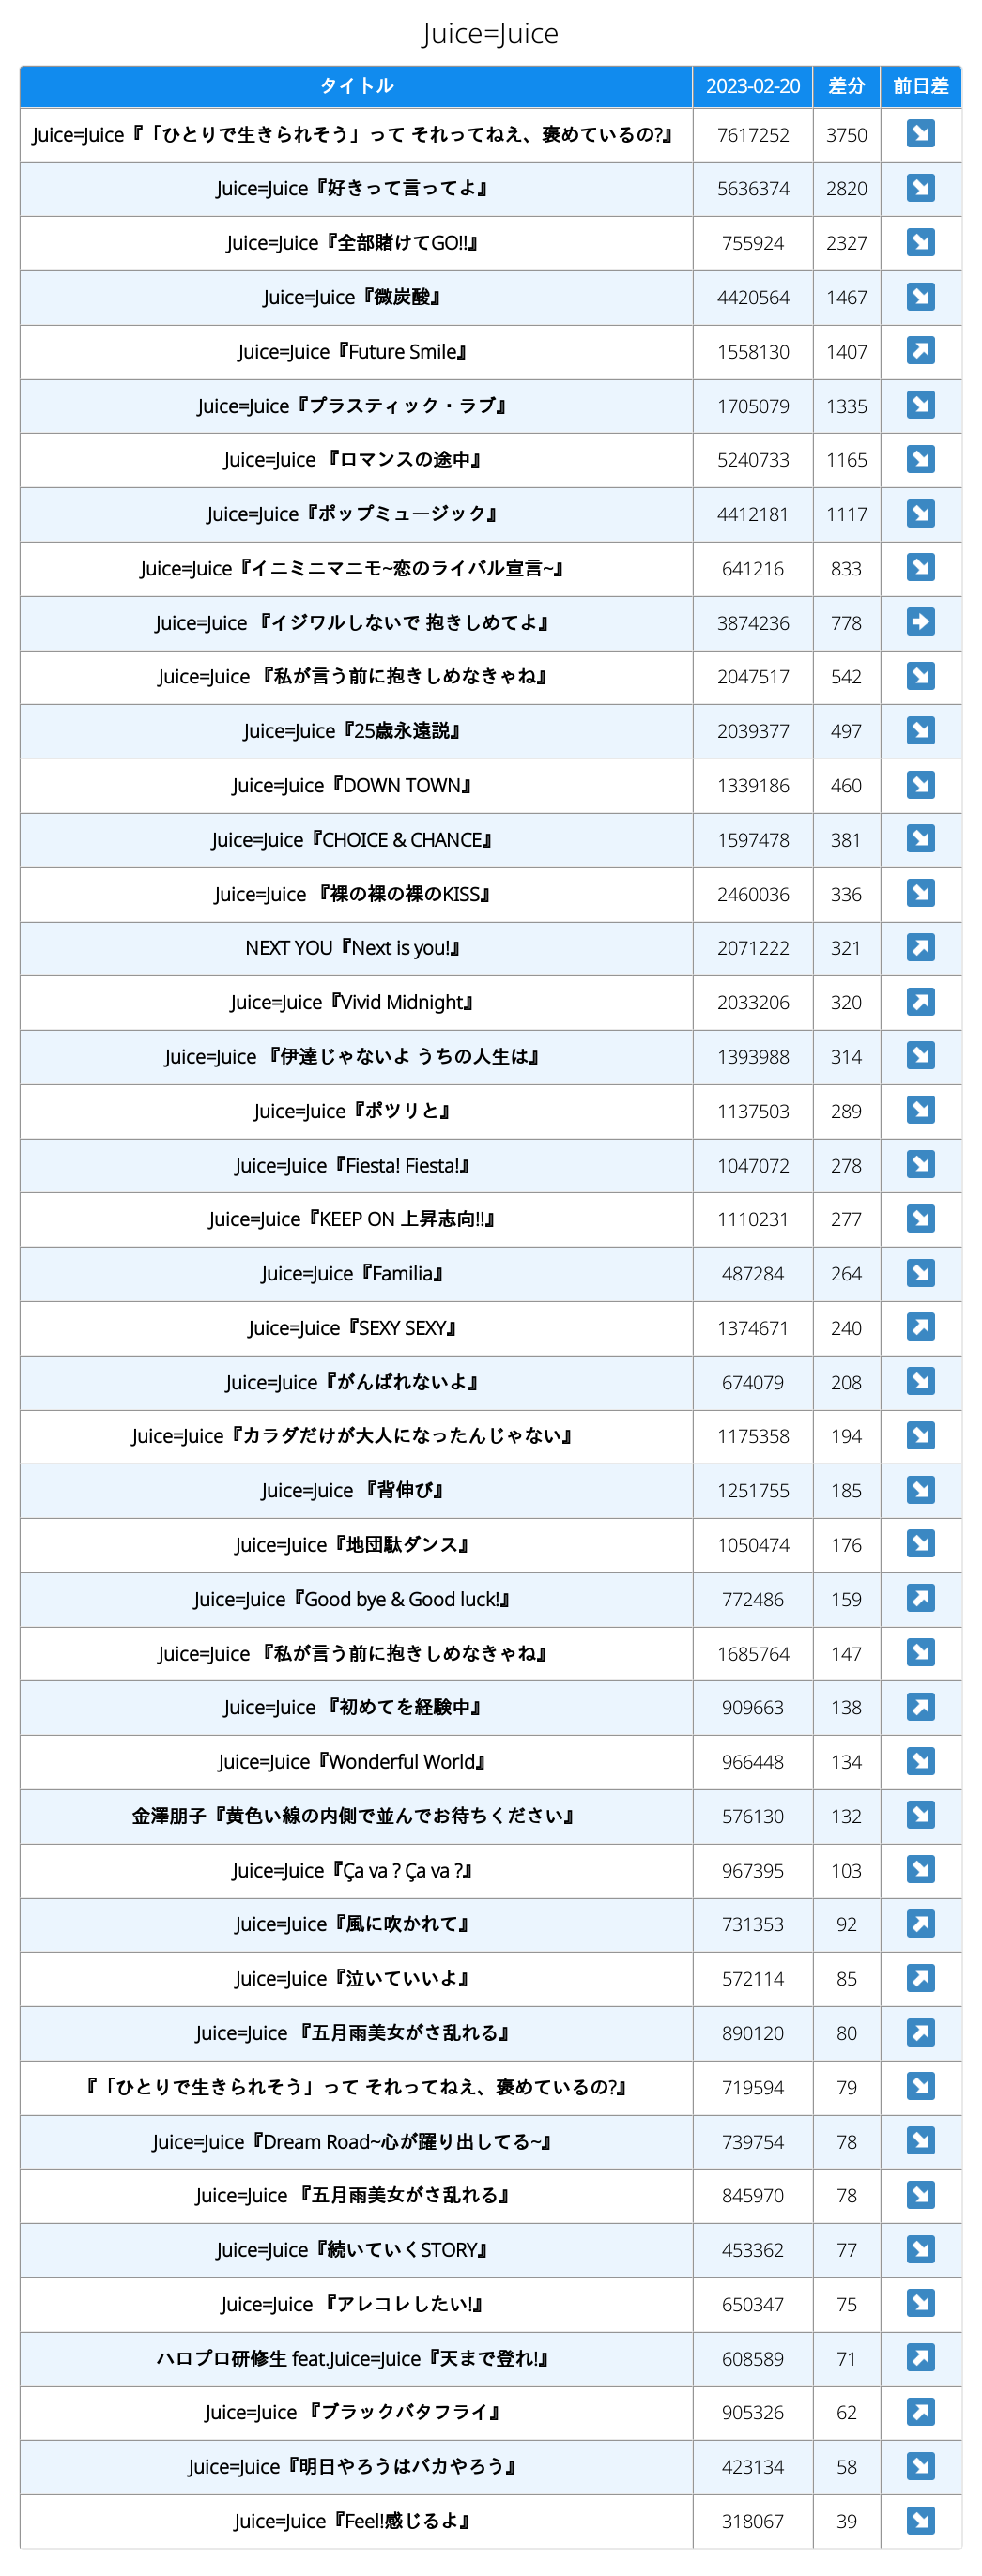 Juice=Juice
タイトル 2023-02-20 差分 前日差
Juice=Juice『「ひとりで生きられそう」って それってねえ、褒めているの?』 7617252 3750 ↘
Juice=Juice『好きって言ってよ』 5636374 2820 ↘
Juice=Juice『全部賭けてGO!!』 755924 2327 ↘
Juice=Juice『微炭酸』 4420564 1467 ↘
Juice=Juice『Future Smile』 1558130 1407 ↗
Juice=Juice『プラスティック・ラブ』 1705079 1335 ↘
Juice=Juice 『ロマンスの途中』 5240733 1165 ↘
Juice=Juice『ポップミュージック』 4412181 1117 ↘
Juice=Juice『イニミニマニモ~恋のライバル宣言~』 641216 833 ↘
Juice=Juice 『イジワルしないで 抱きしめてよ』 3874236 778 ➡
Juice=Juice 『私が言う前に抱きしめなきゃね』 2047517 542 ↘
Juice=Juice『25歳永遠説』 2039377 497 ↘
Juice=Juice『DOWN TOWN』 1339186 460 ↘
Juice=Juice『CHOICE & CHANCE』 1597478 381 ↘
Juice=Juice 『裸の裸の裸のKISS』 2460036 336 ↘
NEXT YOU『Next is you!』 2071222 321 ↗
Juice=Juice『Vivid Midnight』 2033206 320 ↗
Juice=Juice 『伊達じゃないよ うちの人生は』 1393988 314 ↘
Juice=Juice『ポツリと』 1137503 289 ↘
Juice=Juice『Fiesta! Fiesta!』 1047072 278 ↘
Juice=Juice『KEEP ON 上昇志向!!』 1110231 277 ↘
Juice=Juice『Familia』 487284 264 ↘
Juice=Juice『SEXY SEXY』 1374671 240 ↗
Juice=Juice『がんばれないよ』 674079 208 ↘
Juice=Juice『カラダだけが大人になったんじゃない』 1175358 194 ↘
Juice=Juice 『背伸び』 1251755 185 ↘
Juice=Juice『地団駄ダンス』 1050474 176 ↘
Juice=Juice『Good bye & Good luck!』 772486 159 ↗
Juice=Juice 『私が言う前に抱きしめなきゃね』 1685764 147 ↘
Juice=Juice 『初めてを経験中』 909663 138 ↗
Juice=Juice『Wonderful World』 966448 134 ↘
金澤朋子『黄色い線の内側で並んでお待ちください』 576130 132 ↘
Juice=Juice『Ça va ? Ça va ?』 967395 103 ↘
Juice=Juice『風に吹かれて』 731353 92 ↗
Juice=Juice『泣いていいよ』 572114 85 ↗
Juice=Juice 『五月雨美女がさ乱れる』 890120 80 ↗
『「ひとりで生きられそう」って それってねえ、褒めているの?』 719594 79 ↘
Juice=Juice『Dream Road~心が躍り出してる~』 739754 78 ↘
Juice=Juice 『五月雨美女がさ乱れる』 845970 78 ↘
Juice=Juice『続いていくSTORY』 453362 77 ↘
Juice=Juice 『アレコレしたい!』 650347 75 ↘
ハロプロ研修生 feat.Juice=Juice『天まで登れ!』 608589 71 ↗
Juice=Juice 『ブラックバタフライ』 905326 62 ↗
Juice=Juice『明日やろうはバカやろう』 423134 58 ↘
Juice=Juice『Feel!感じるよ』 318067 39 ↘